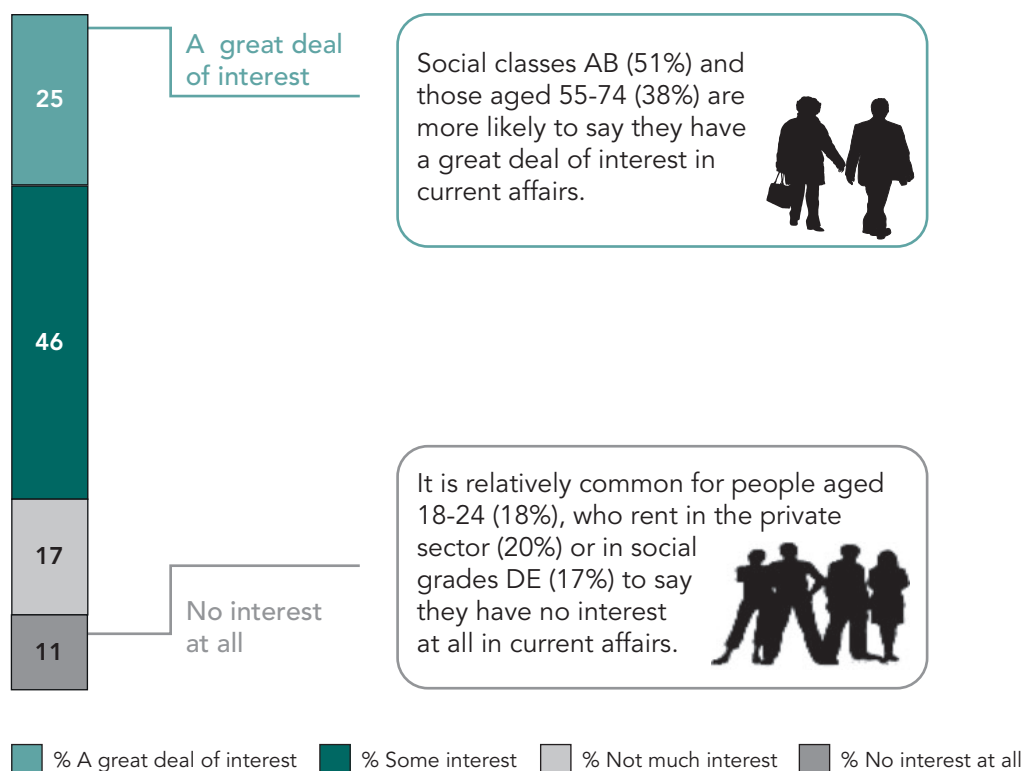 25
A great deal
of interest
Social classes AB (51%) and
those aged 55-74 (38%) are
more likely to say they have
a great deal of interest in
current affairs.
46
17
No interest
at all
It is relatively common for people aged
18-24 (18%), who rent in the private
sector (20%) or in social
grades DE (17%) to say
they have no interest
at all in current affairs.
11
% A great deal of interest
% Some interest
% Not much interest
% No interest at all